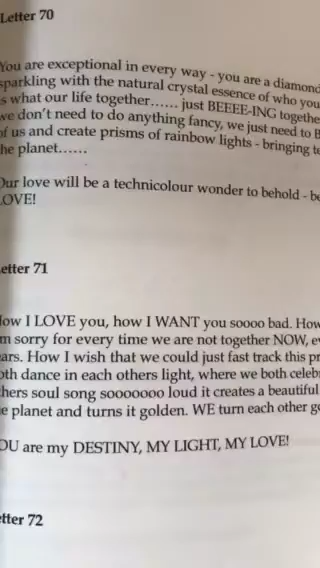 Letter 70
You are exceptional in every way - you are a diamond
sparkling with the natural crystal essence of who you
s what our life together...... just BEEEE-ING togethe
we don't need to do anything fancy, we just need to B
of us and create prisms of rainbow lights - bringing to
he planet......
Our love will be a technicolour wonder to behold - be
LOVE!
etter 71
How I LOVE you, how I WANT you soooo bad. How
m sorry for every time we are not together NOW, ev
ars. How I wish that we could just fast track this pr
oth dance in each others light, where we both celebr
hers soul song sooooooo loud it creates a beautiful
e planet and turns it golden. WE turn each other go
OU are my DESTINY, MY LIGHT, MY LOVE!
etter 72